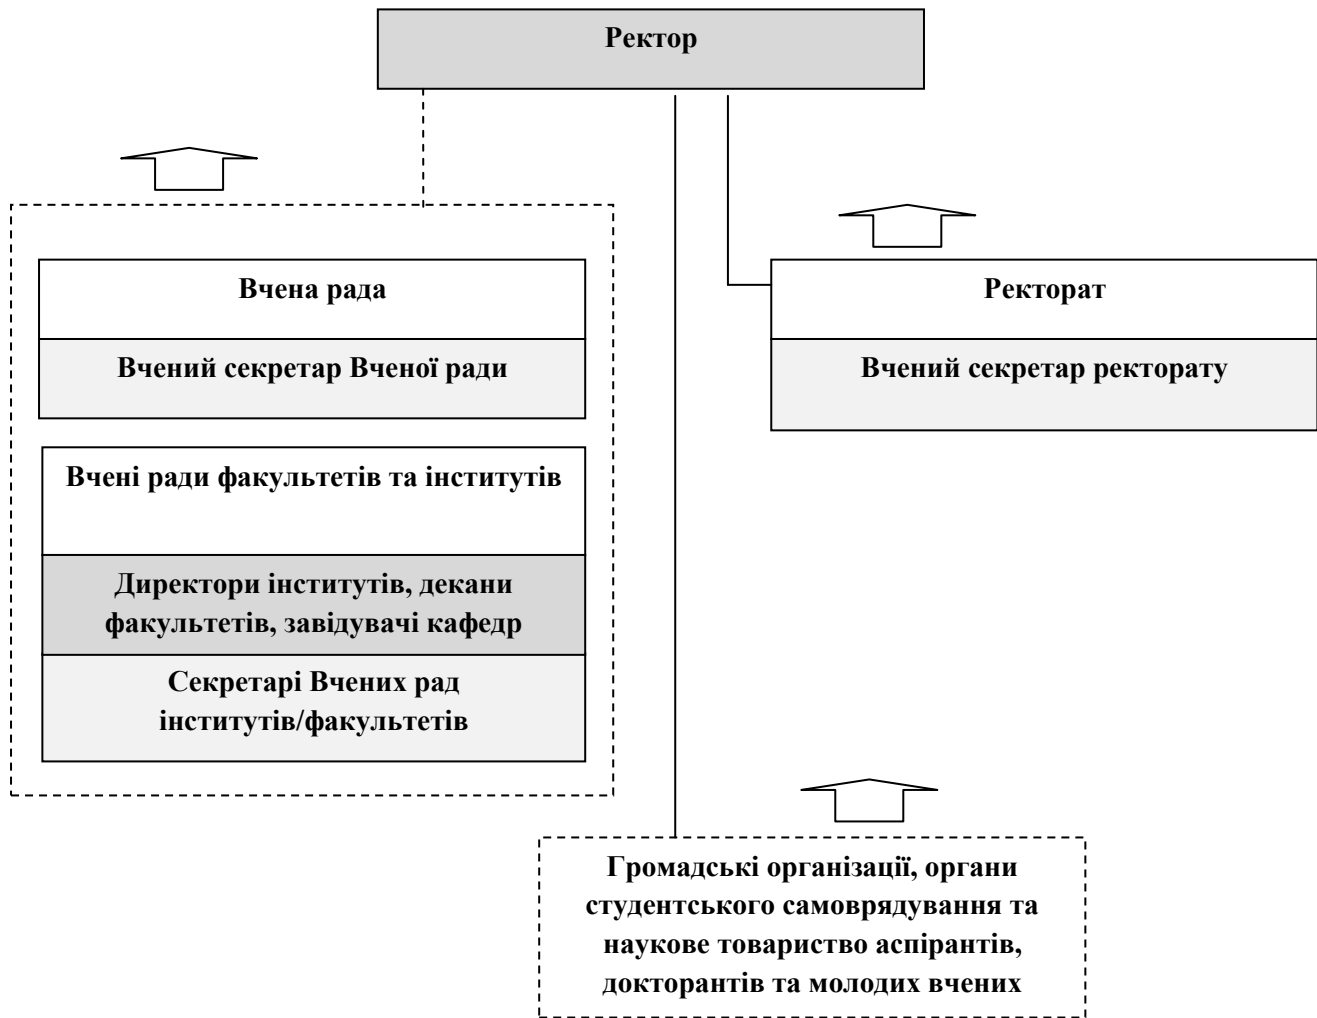 Ректор
Вчена рада
Вчений секретар Вченої ради
Вчені ради факультетів та інститутів
Директори інститутів, декани
факультетів, завідувачі кафедр
Секретарі Вчених рад
інститутів/факультетів
Ректорат
Вчений секретар ректорату
Громадські організації, органи
студентського самоврядування та
наукове товариство аспірантів,
докторантів та молодих вчених